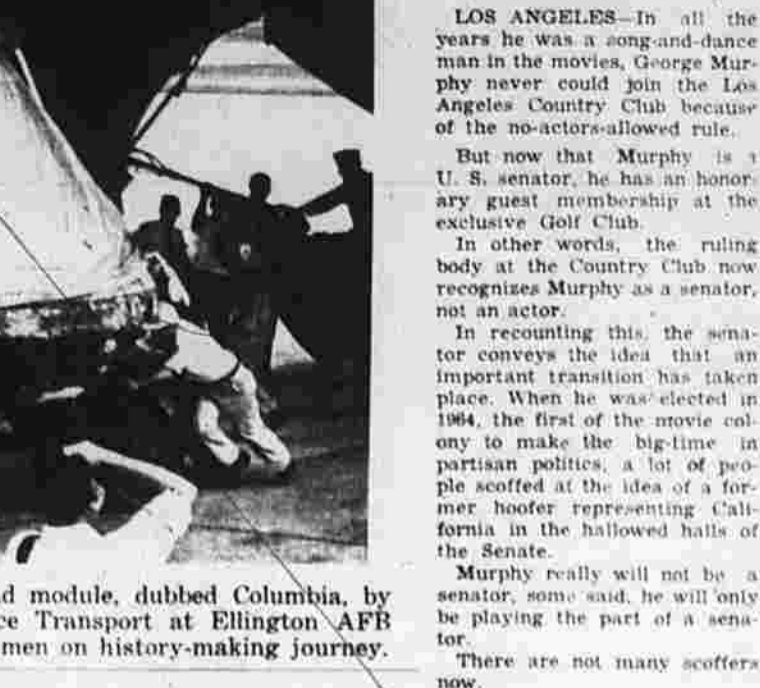 LOS ANGELES—In all the
years he was a song-and-dance
man in the movies, George Mur-
phy never could join the Los
Angeles Country Club because
of the no-actors-allowed rule.
But now that Murphy is a
U. S. senator, he has an honor-
ary guest membership at the
exclusive Golf Club.
In other words, the ruling
body at the Country Club now
recognizes Murphy as a senator,
not an actor.
In recounting this, the sena-
tor conveys the idea that an
important transition has taken
place. When he was elected in
1964, the first of the movie col-
ony to make the big-time in
partisan politics, a lot of peo-
ple scoffed at the idea of a for-
mer hoofer representing Cali-
fornia in the hallowed halls of
the Senate.
Murphy really will not be a
senator, some said, he will only
be playing the part of a sena-
tor.
There are not many scoffers
now.
d module, dubbed Columbia, by
ce Transport at Ellington AFB
men on history-making journey.